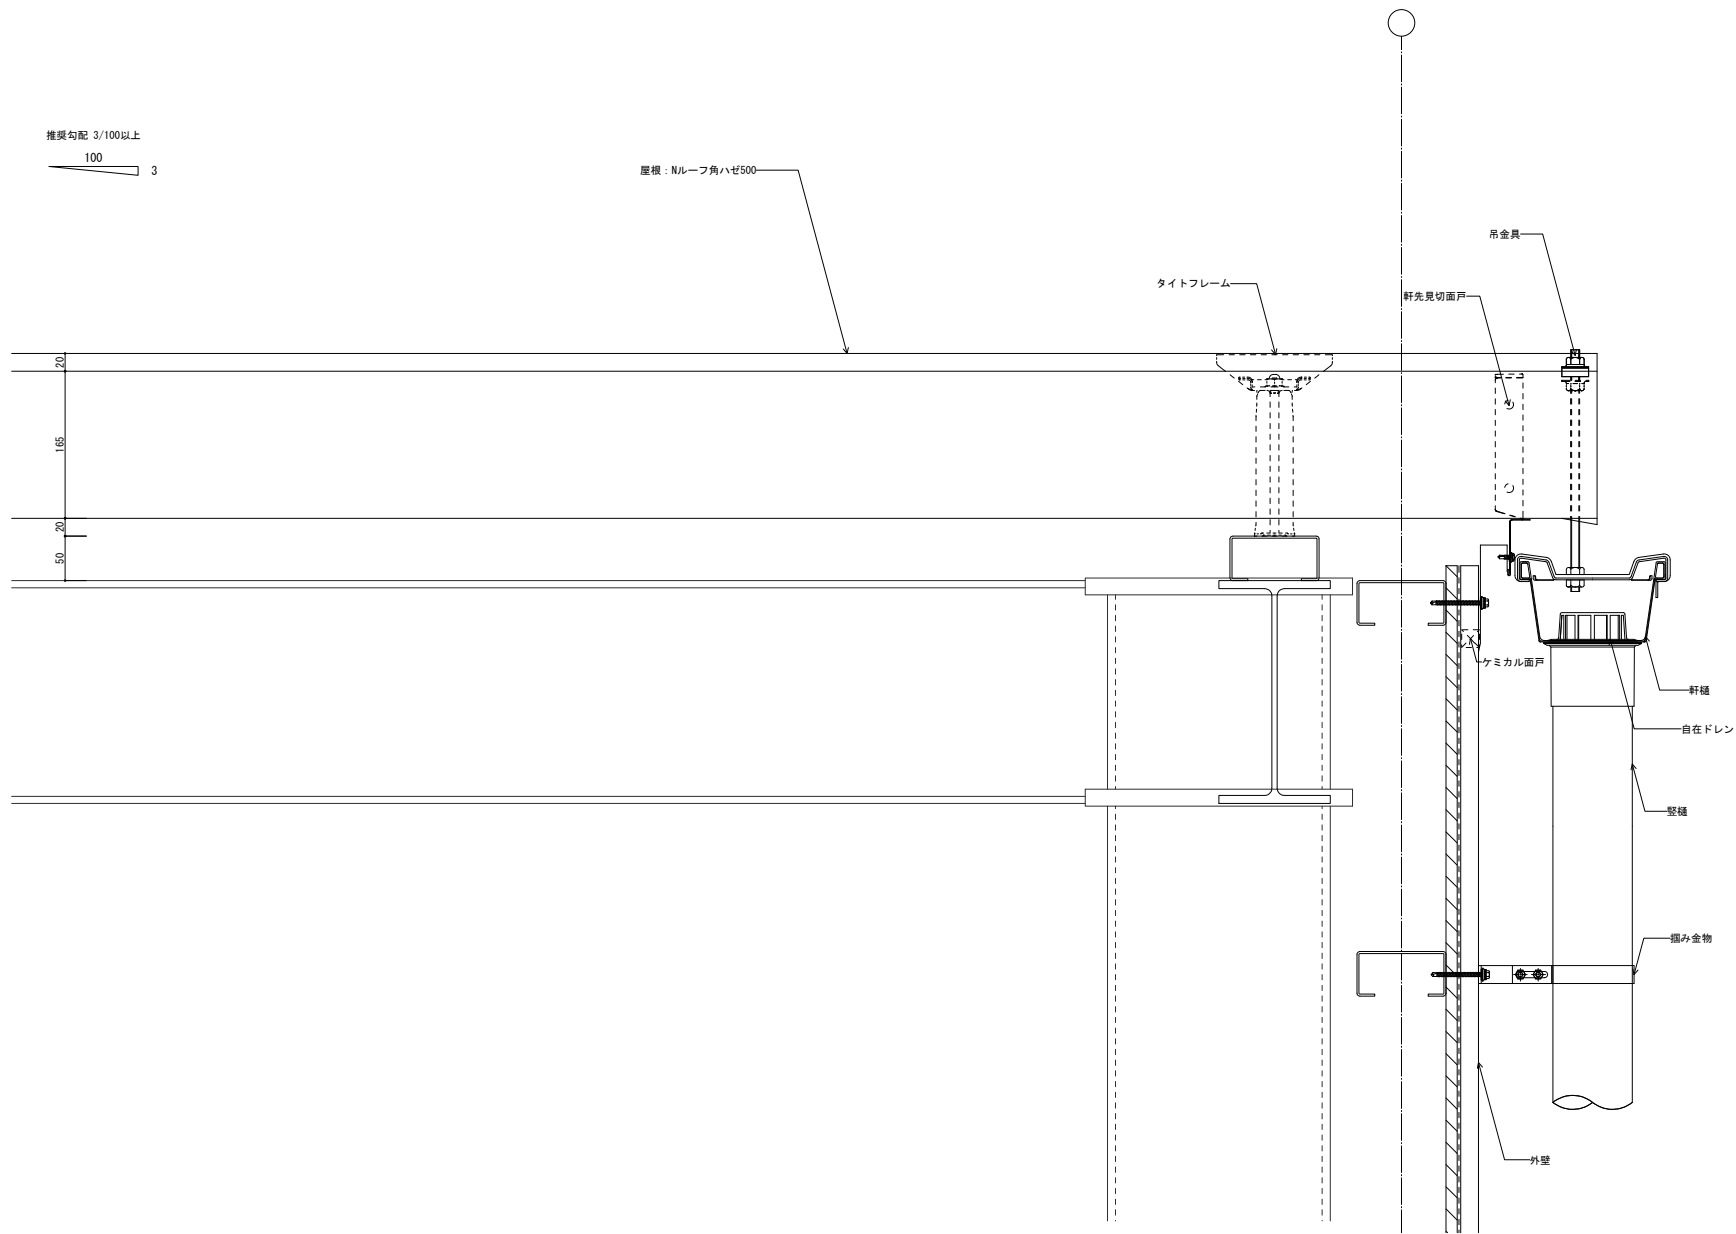 推奨勾配 3/100以上
100
3
屋根：Nルーフ角ハゼ500
吊金具
タイトフレーム
軒先見切面戸
20
165
20
50
ケミカル面戸
軒樋
自在ドレン
竪樋
掴み金物
外壁